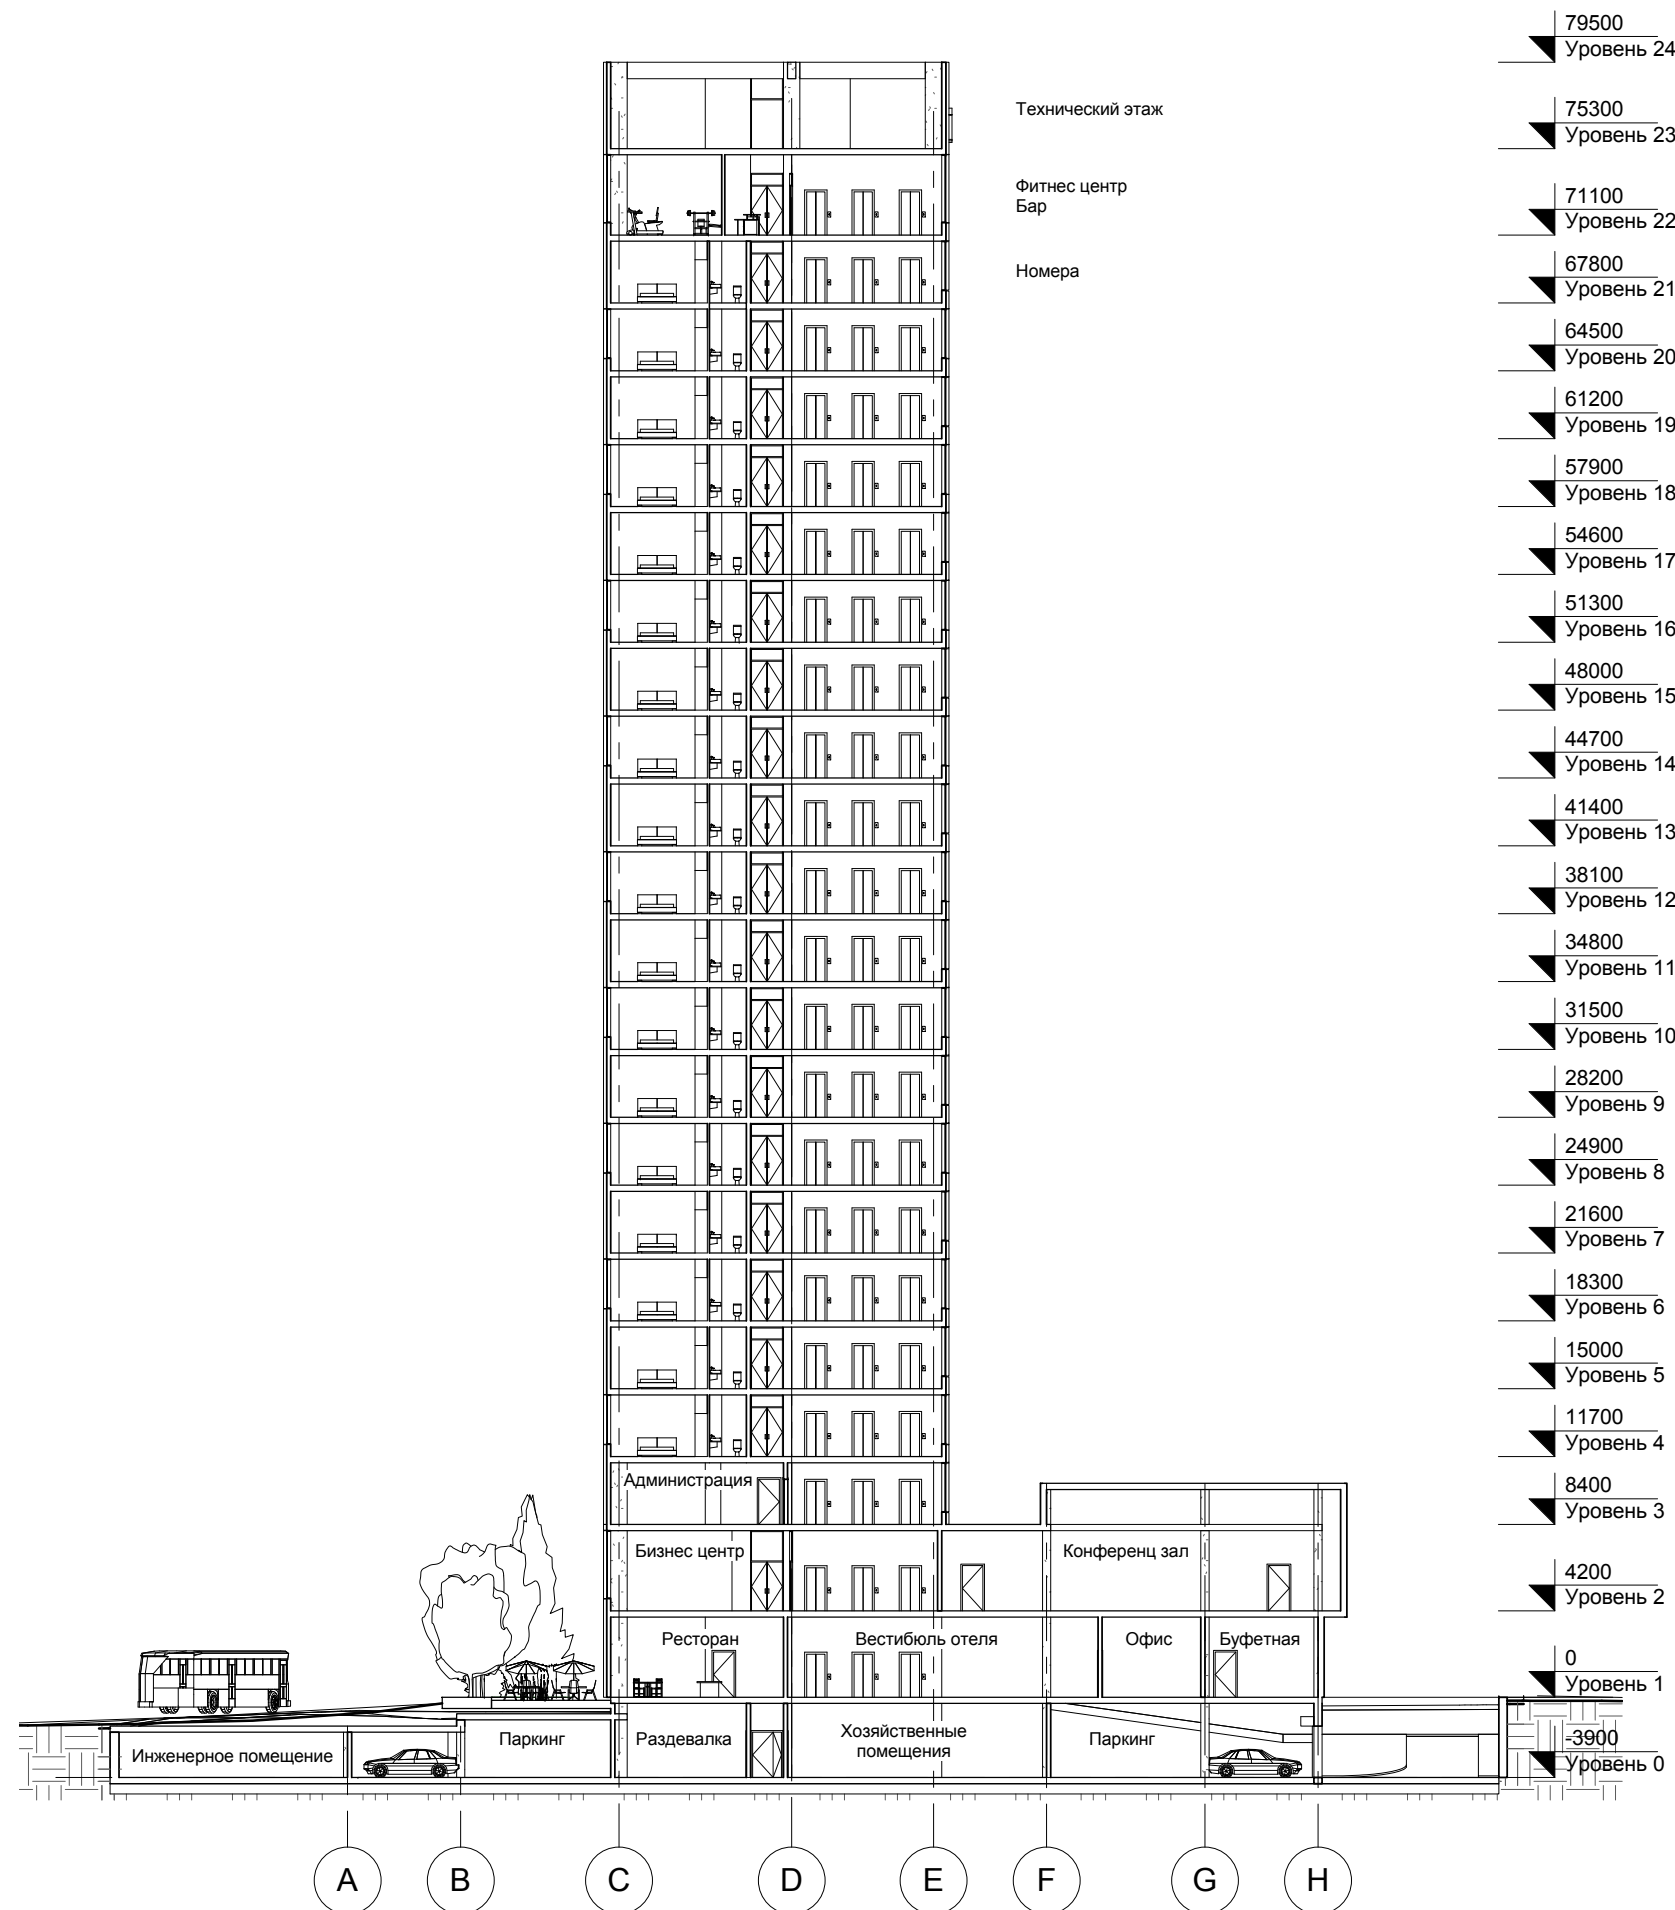 79500
Уровень 24
Технический этаж
75300
Уровень 23
Фитнес центр
Бар
71100
Уровень 22
Номера
67800
Уровень 21
64500
Уровень 20
61200
Уровень 19
57900
Уровень 18
54600
Уровень 17
51300
Уровень 16
48000
Уровень 15
44700
Уровень 14
41400
Уровень 13
38100
Уровень 12
34800
Уровень 11
31500
Уровень 10
28200
Уровень 9
24900
Уровень 8
21600
Уровень 7
18300
Уровень 6
15000
Уровень 5
11700
Уровень 4
Администрация
8400
Уровень 3
Бизнес центр
Конференц зал
4200
Уровень 2
Ресторан
Вестибюль отеля
Офис
Буфетная
0
Уровень 1
Инженерное помещение
Паркинг
Раздевалка
Хозяйственные
помещения
Паркинг
-3900
Уровень 0
A B C D E F G H